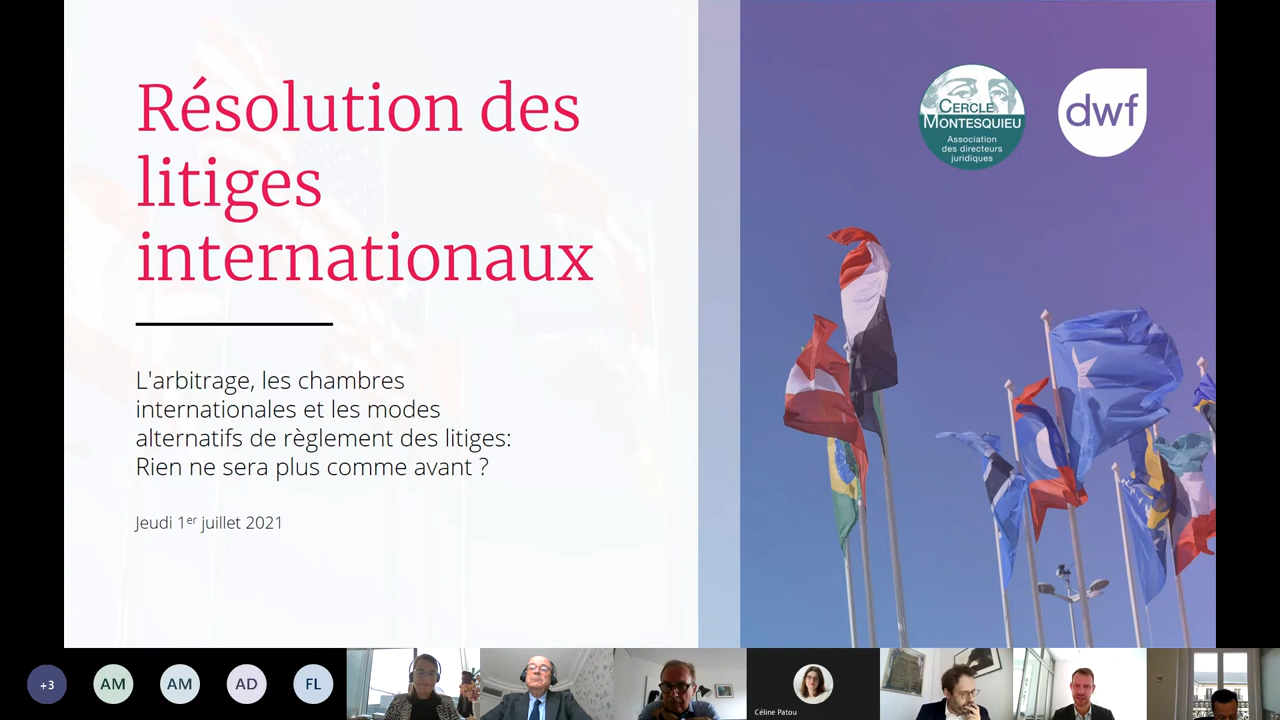 Résolution des
litiges
internationaux
L'arbitrage, les chambres
internationales et les modes
alternatifs de règlement des litiges:
Rien ne sera plus comme avant ?
Jeudi 1er juillet 2021
CERCLE
MONTESQUIEU
Association
des directeurs
juridiques
dwf
+3
AM
AM
AD
FL
Céline Patou